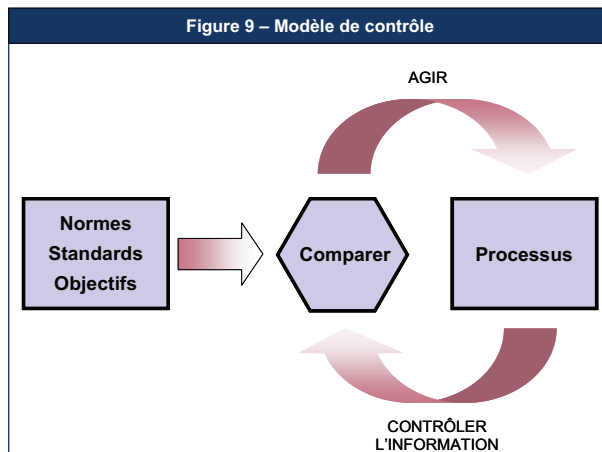 Figure 9 – Modèle de contrôle
AGIR
Normes
Standards
Objectifs
Comparer
Processus
CONTRÔLER
L'INFORMATION